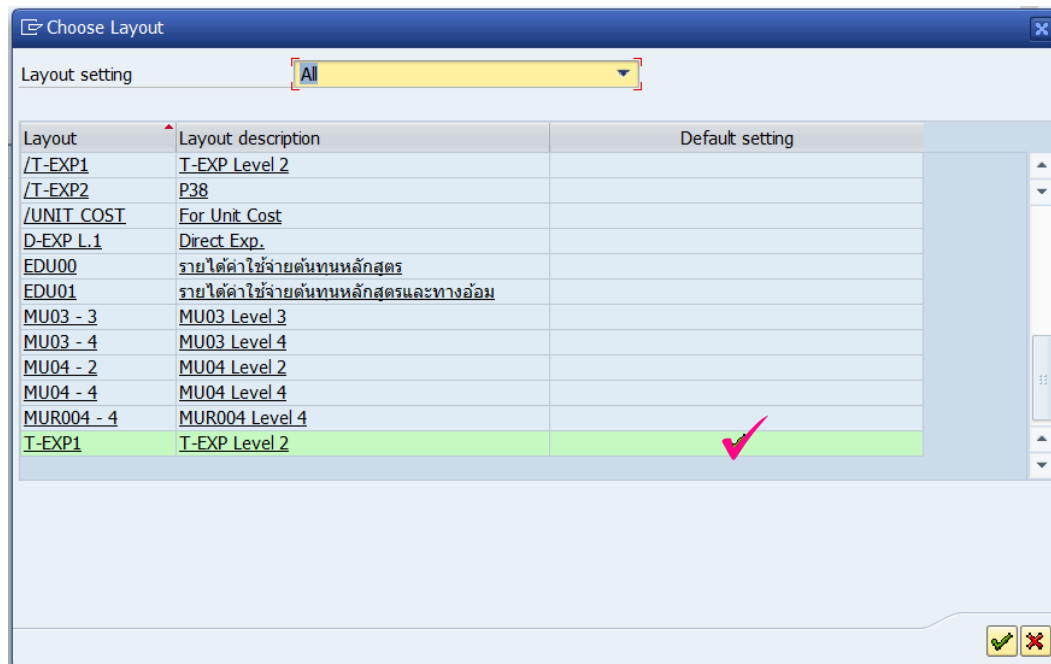 Choose Layout
Layout setting All
Layout Layout description Default setting
/T-EXP1 T-EXP Level 2
/T-EXP2 P38
/UNIT COST For Unit Cost
D-EXP L.1 Direct Exp.
EDU00 รายได้ค่าใช้จ่ายต้นทุนหลักสูตร
EDU01 รายได้ค่าใช้จ่ายต้นทุนหลักสูตรและทางอ้อม
MU03 - 3 MU03 Level 3
MU03 - 4 MU03 Level 4
MU04 - 2 MU04 Level 2
MU04 - 4 MU04 Level 4
MUR004 - 4 MUR004 Level 4
T-EXP1 T-EXP Level 2